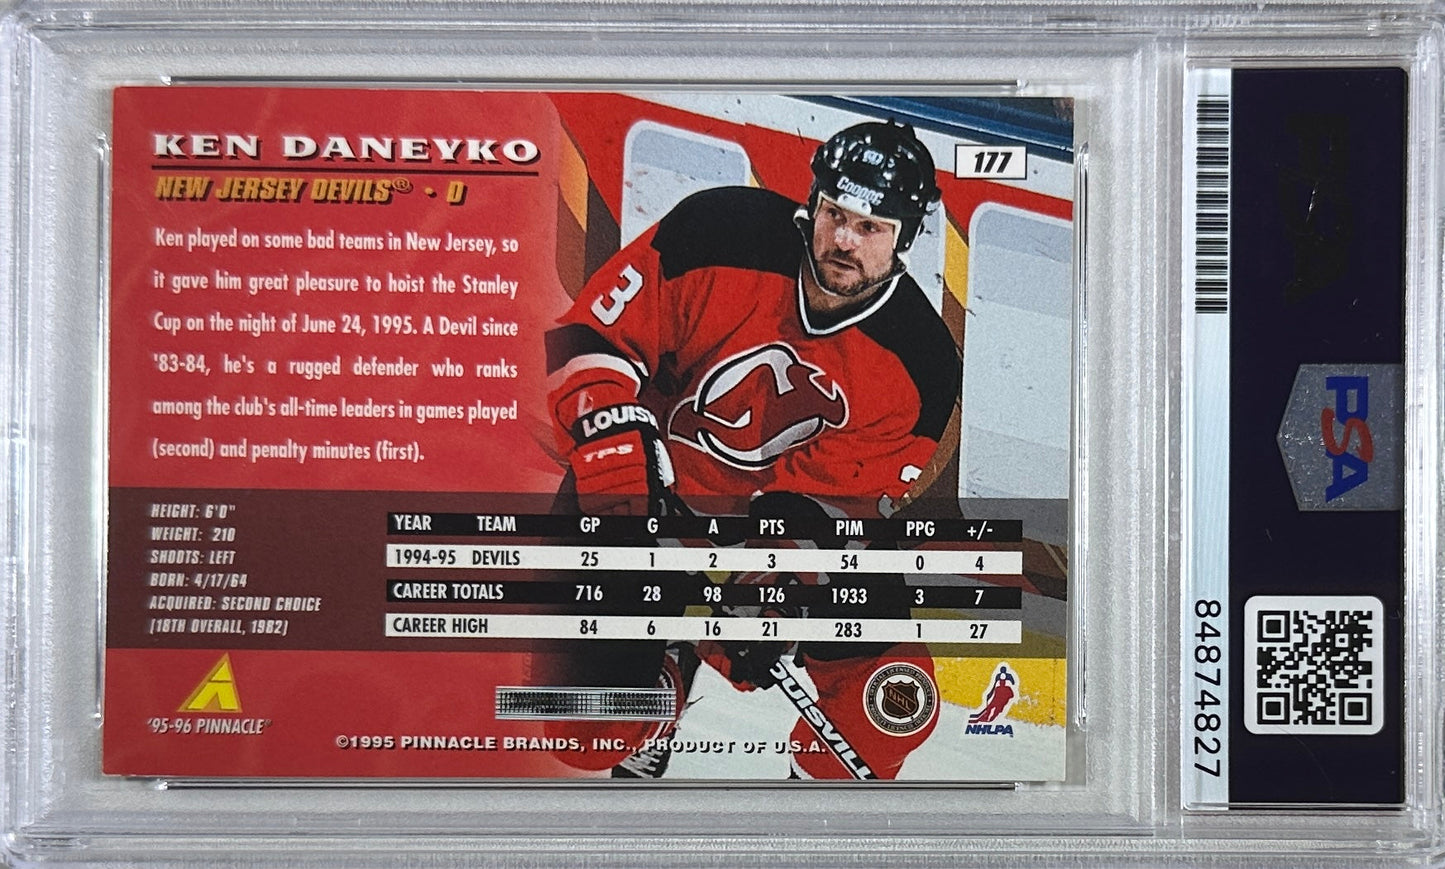 KEN DANEYKO
NEW JERSEY DEVILS® • D
177
Ken played on some bad teams in New Jersey, so
it gave him great pleasure to hoist the Stanley
Cup on the night of June 24, 1995. A Devil since
'83-84, he's a rugged defender who ranks
among the club's all-time leaders in games played
(second) and penalty minutes (first).
HEIGHT: 6'0"
WEIGHT: 210
SHOOTS: LEFT
BORN: 4/17/64
ACQUIRED: SECOND CHOICE
(18TH OVERALL, 1982)
YEAR TEAM GP G A PTS PIM PPG +/-
1994-95 DEVILS 25 1 2 3 54 0 4
CAREER TOTALS 716 28 98 126 1933 3 7
CAREER HIGH 84 6 16 21 283 1 27
'95-96 PINNACLE®
©1995 PINNACLE BRANDS, INC., PRODUCT OF U.S.A.
3
LOUISV
TPS
3
OUISVILL
NHL
NHLPA
PSA
84874827